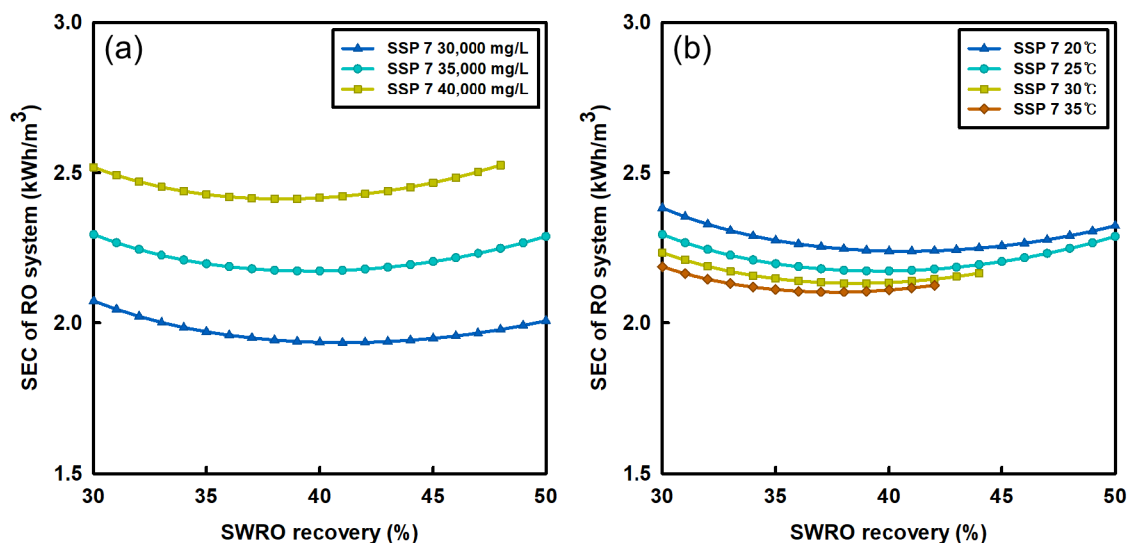 (a)
SSP 7 30,000 mg/L
SSP 7 35,000 mg/L
SSP 7 40,000 mg/L
3.0
2.5
2.0
1.5
SEC of RO system (kWh/m³)
30
35
40
45
50
SWRO recovery (%)
(b)
SSP 7 20℃
SSP 7 25℃
SSP 7 30℃
SSP 7 35℃
3.0
2.5
2.0
1.5
SEC of RO system (kWh/m³)
30
35
40
45
50
SWRO recovery (%)